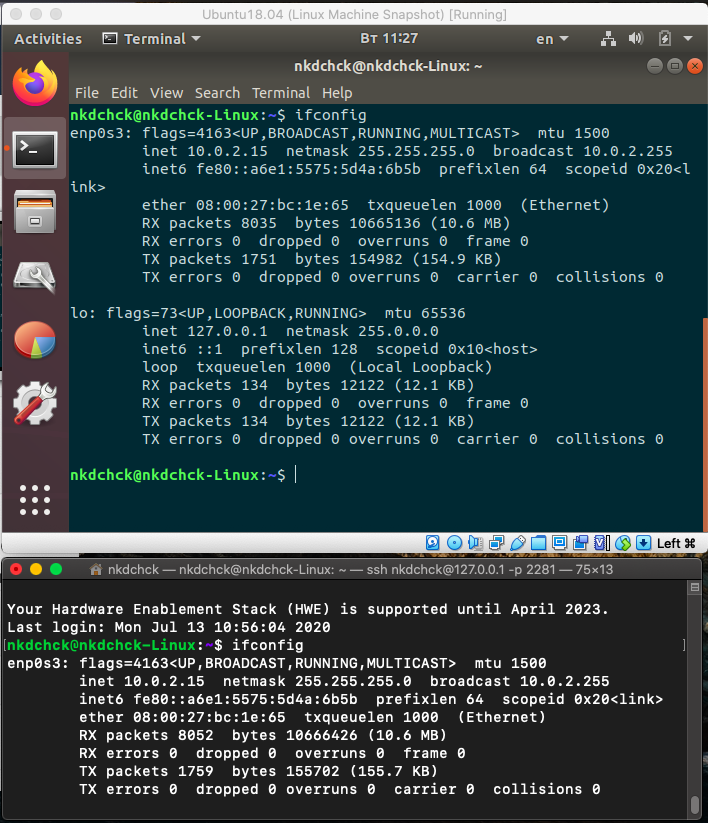 Ubuntu18.04 (Linux Machine Snapshot) [Running]
Activities Terminal Вт 11:27 en
nkdchck@nkdchck-Linux: ~
File Edit View Search Terminal Help
nkdchck@nkdchck-Linux:~$ ifconfig
enp0s3: flags=4163<UP,BROADCAST,RUNNING,MULTICAST>  mtu 1500
        inet 10.0.2.15  netmask 255.255.255.0  broadcast 10.0.2.255
        inet6 fe80::a6e1:5575:5d4a:6b5b  prefixlen 64  scopeid 0x20<l
ink>
        ether 08:00:27:bc:1e:65  txqueuelen 1000  (Ethernet)
        RX packets 8035  bytes 10665136 (10.6 MB)
        RX errors 0  dropped 0  overruns 0  frame 0
        TX packets 1751  bytes 154982 (154.9 KB)
        TX errors 0  dropped 0 overruns 0  carrier 0  collisions 0
lo: flags=73<UP,LOOPBACK,RUNNING>  mtu 65536
        inet 127.0.0.1  netmask 255.0.0.0
        inet6 ::1  prefixlen 128  scopeid 0x10<host>
        loop  txqueuelen 1000  (Local Loopback)
        RX packets 134  bytes 12122 (12.1 KB)
        RX errors 0  dropped 0  overruns 0  frame 0
        TX packets 134  bytes 12122 (12.1 KB)
        TX errors 0  dropped 0 overruns 0  carrier 0  collisions 0
nkdchck@nkdchck-Linux:~$
Left ⌘
nkdchck — nkdchck@nkdchck-Linux: ~ — ssh nkdchck@127.0.0.1 -p 2281 — 75×13
Your Hardware Enablement Stack (HWE) is supported until April 2023.
Last login: Mon Jul 13 10:56:04 2020
[nkdchck@nkdchck-Linux:~$ ifconfig ]
enp0s3: flags=4163<UP,BROADCAST,RUNNING,MULTICAST>  mtu 1500
        inet 10.0.2.15  netmask 255.255.255.0  broadcast 10.0.2.255
        inet6 fe80::a6e1:5575:5d4a:6b5b  prefixlen 64  scopeid 0x20<link>
        ether 08:00:27:bc:1e:65  txqueuelen 1000  (Ethernet)
        RX packets 8052  bytes 10666426 (10.6 MB)
        RX errors 0  dropped 0  overruns 0  frame 0
        TX packets 1759  bytes 155702 (155.7 KB)
        TX errors 0  dropped 0 overruns 0  carrier 0  collisions 0